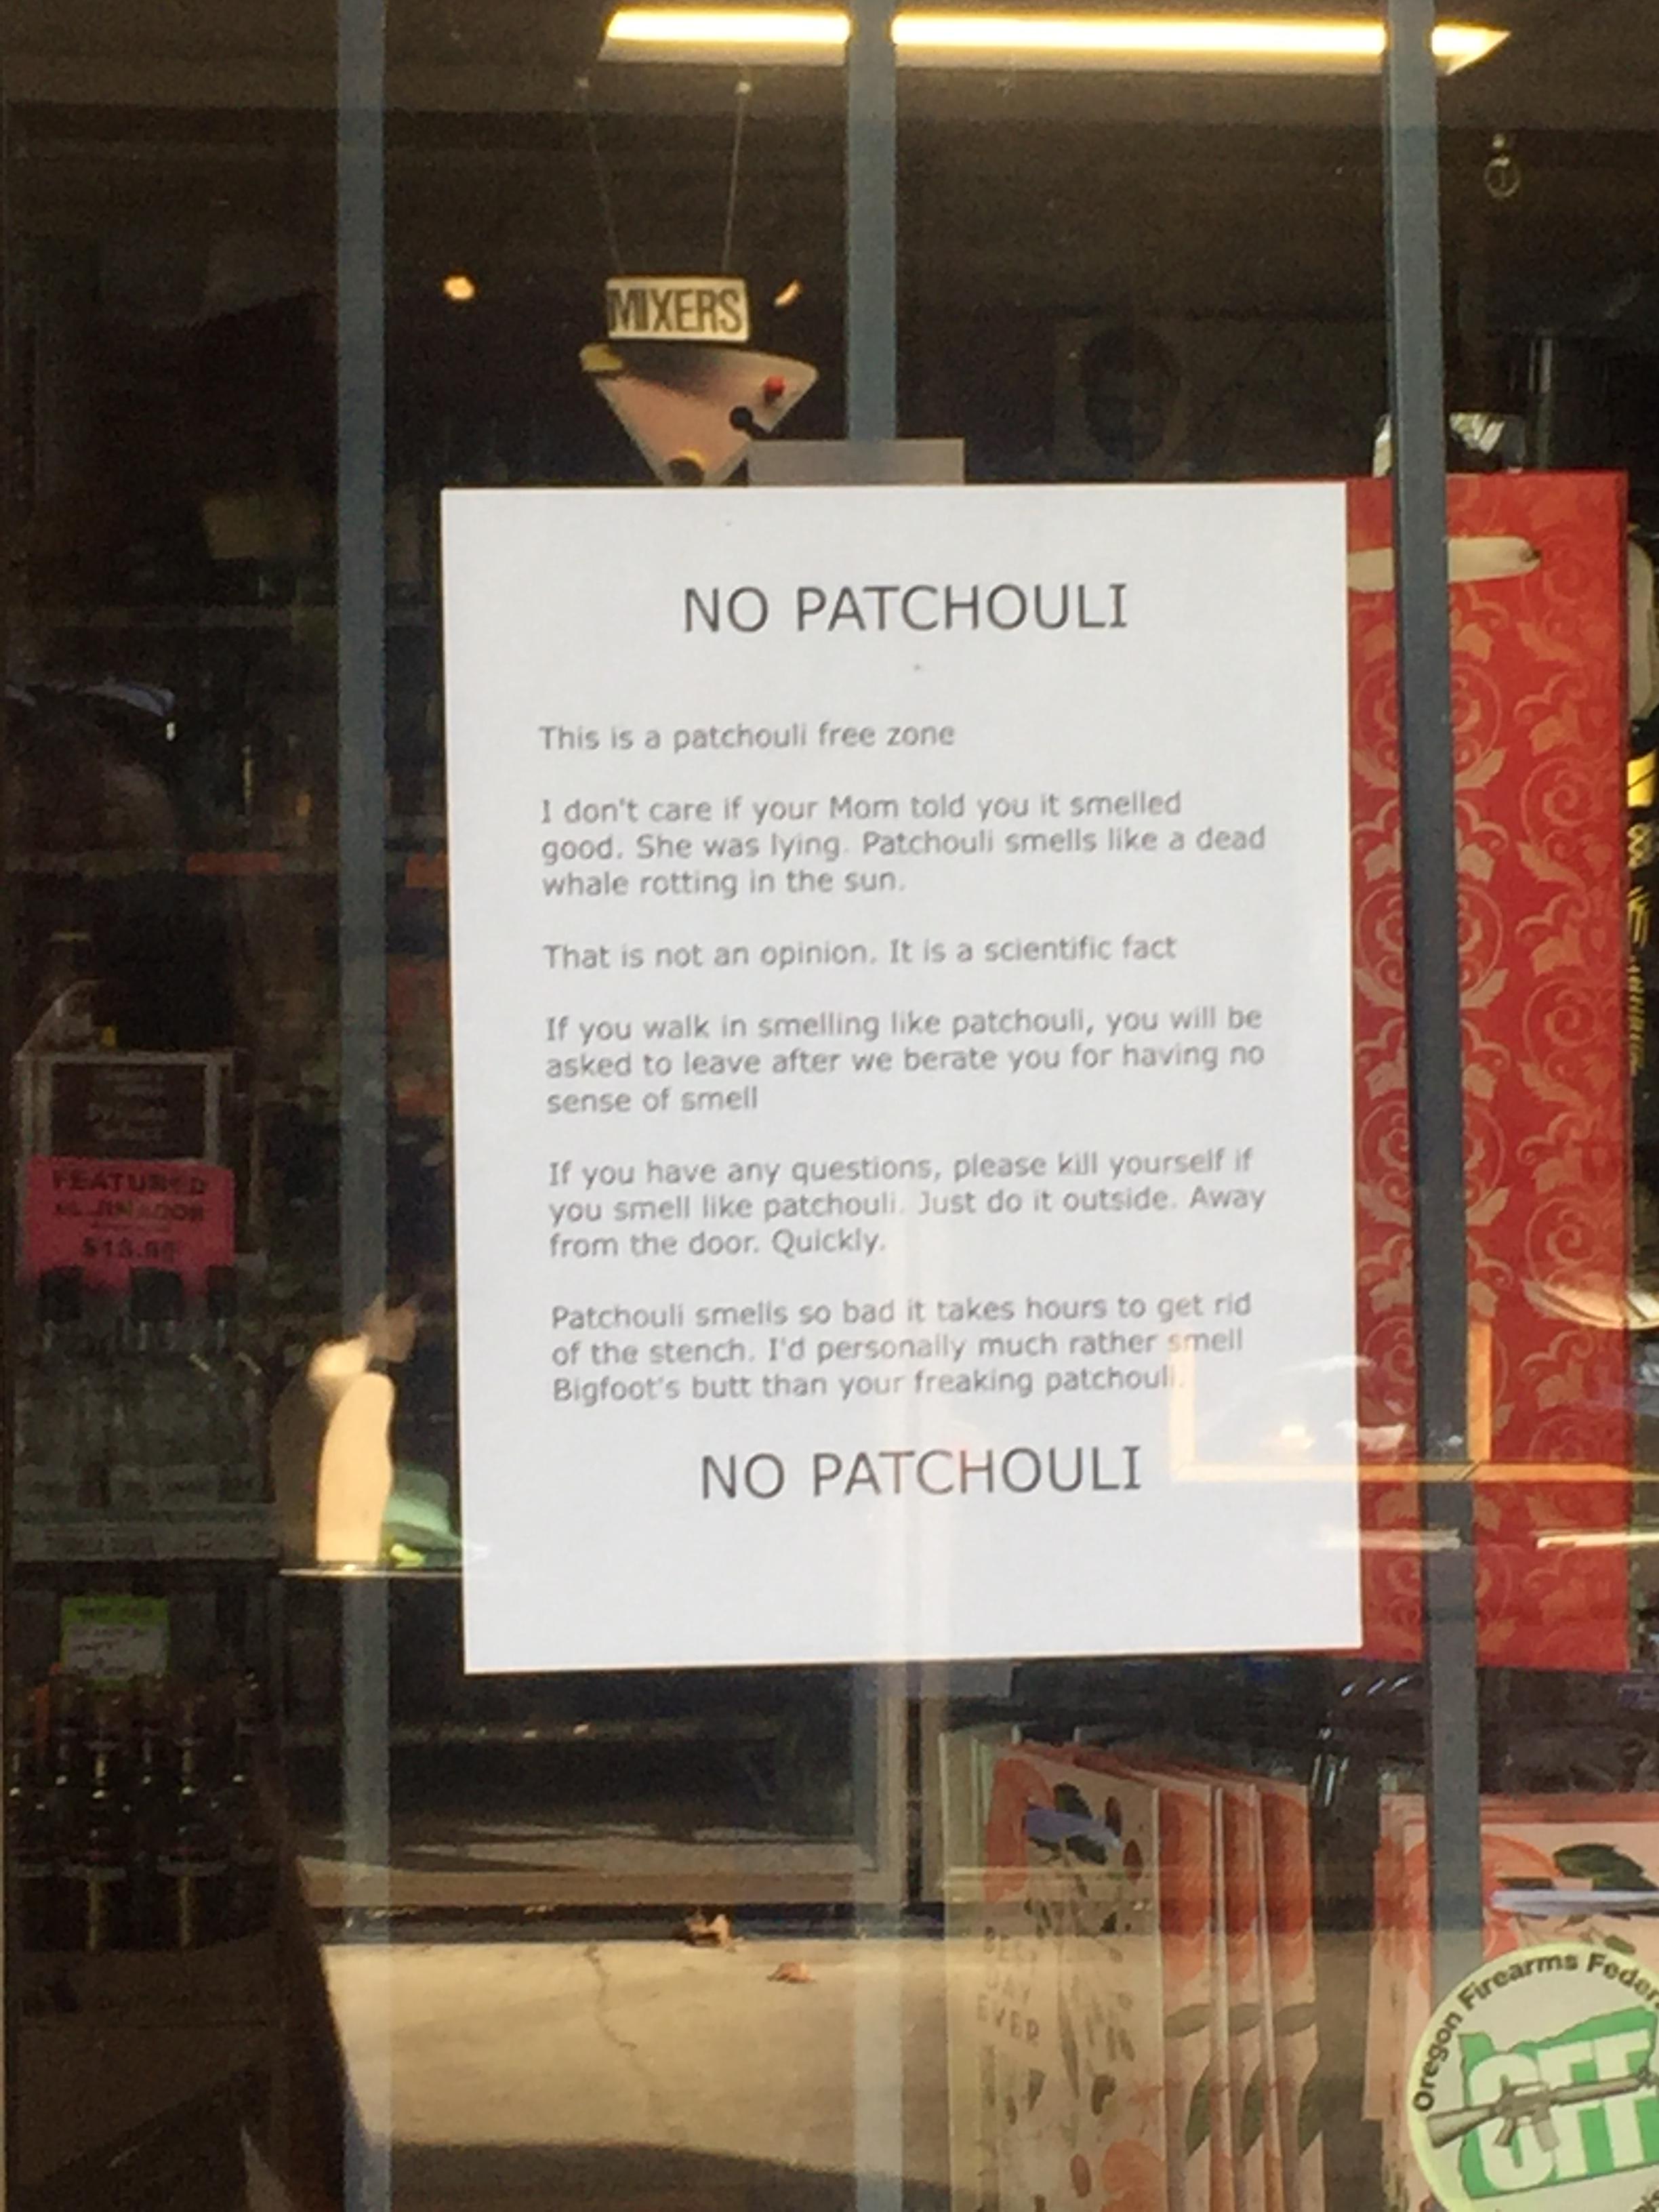 MIXERS
NO PATCHOULI
This is a patchouli free zone
I don't care if your Mom told you it smelled
good. She was lying. Patchouli smells like a dead
whale rotting in the sun.
That is not an opinion. It is a scientific fact
If you walk in smelling like patchouli, you will be
asked to leave after we berate you for having no
sense of smell
If you have any questions, please kill yourself if
you smell like patchouli. Just do it outside. Away
from the door. Quickly.
Patchouli smells so bad it takes hours to get rid
of the stench. I'd personally much rather smell
Bigfoot's butt than your freaking patchouli.
NO PATCHOULI
FEATURED
BEST
DAY
EVER
Oregon Firearms
OFF